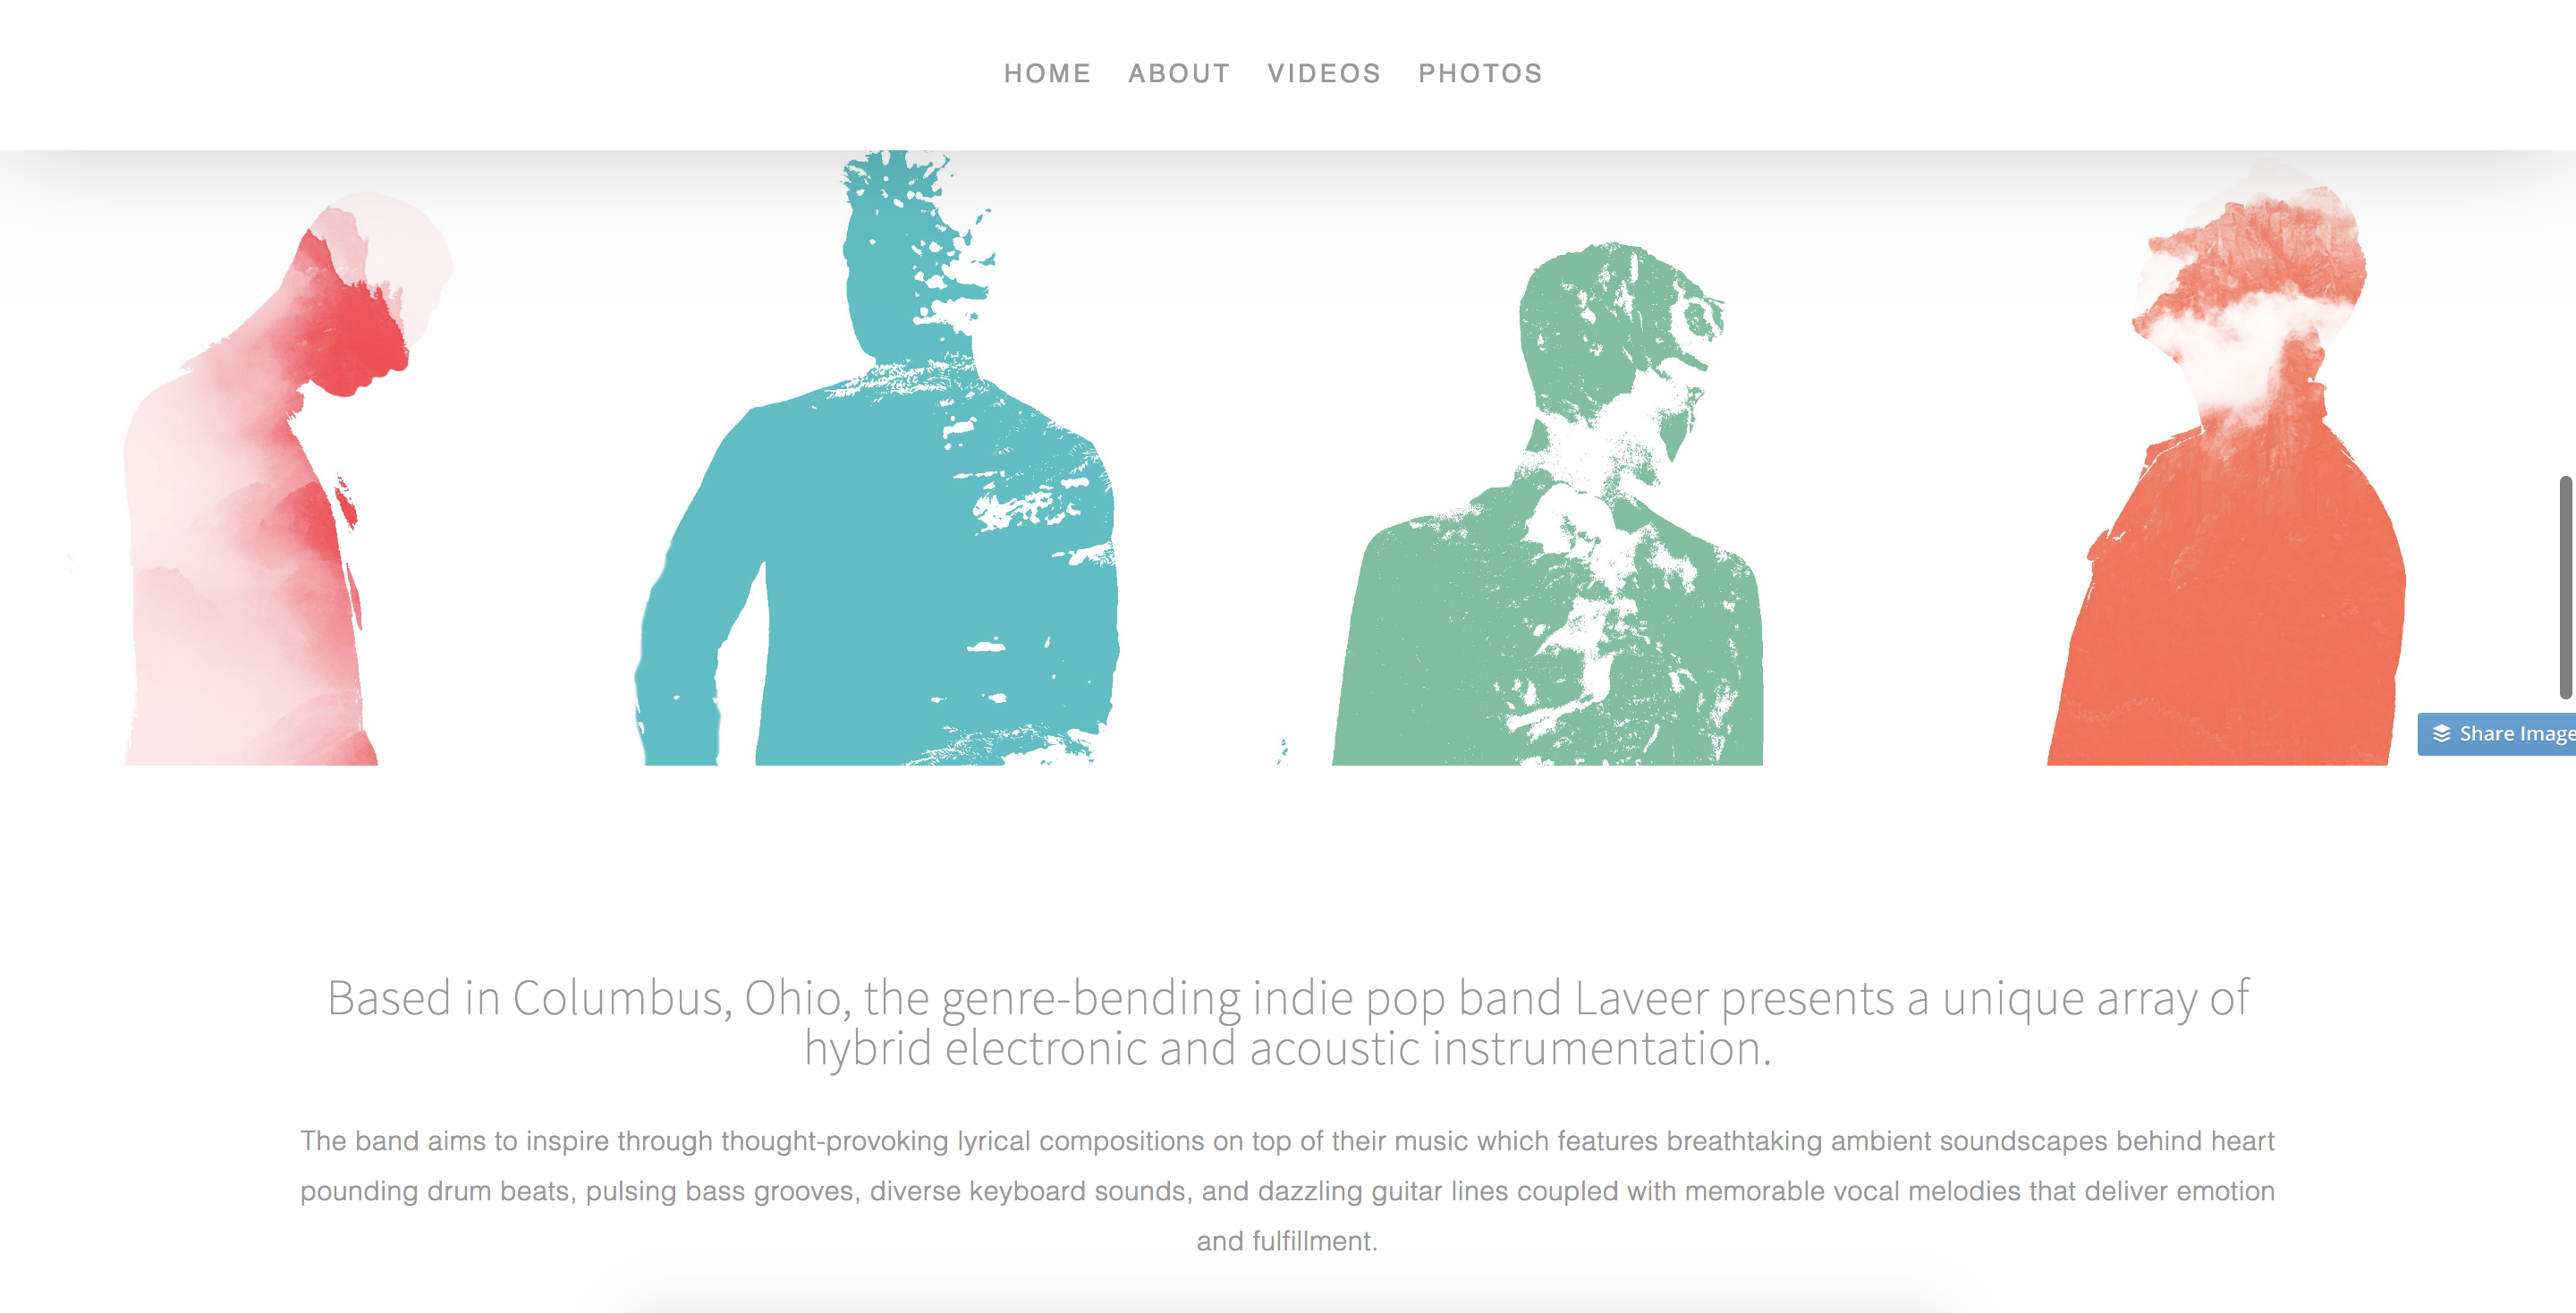 HOME ABOUT VIDEOS PHOTOS
Share Image
Based in Columbus, Ohio, the genre-bending indie pop band Laveer presents a unique array of
hybrid electronic and acoustic instrumentation.
The band aims to inspire through thought-provoking lyrical compositions on top of their music which features breathtaking ambient soundscapes behind heart
pounding drum beats, pulsing bass grooves, diverse keyboard sounds, and dazzling guitar lines coupled with memorable vocal melodies that deliver emotion
and fulfillment.